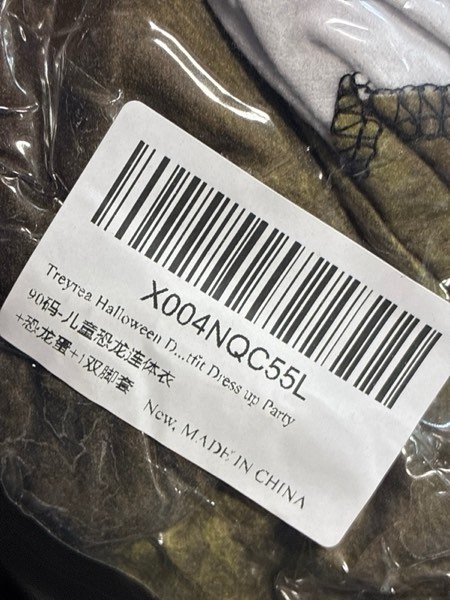 X004NQC55L
Treyrea Halloween D...tfit Dress up Party
90码-儿童恐龙连体衣
+恐龙蛋+1双脚套
New, MADE IN CHINA